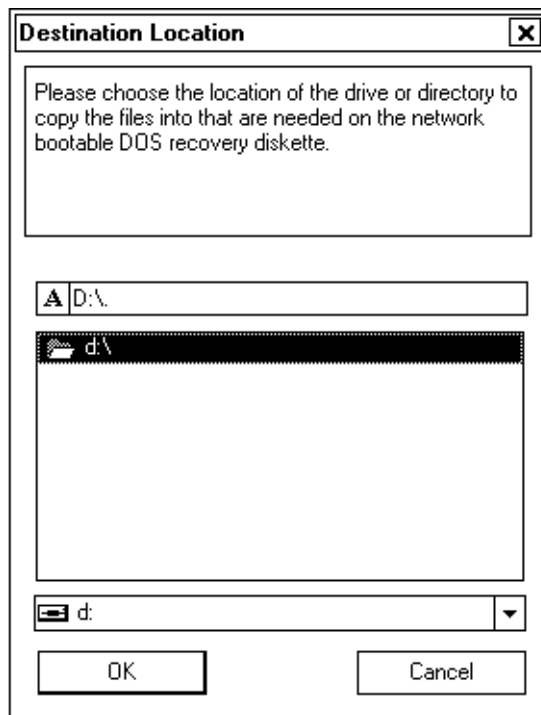 Destination Location
Please choose the location of the drive or directory to
copy the files into that are needed on the network
bootable DOS recovery diskette.
A D:\.
d:\
d:
OK Cancel